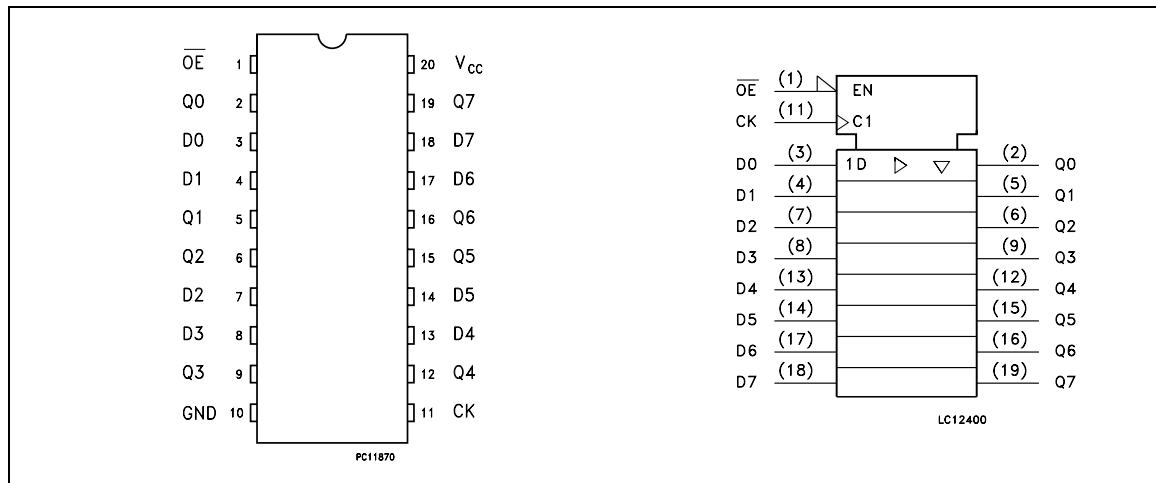 OE 1 20 VCC
Q0 2 19 Q7
D0 3 18 D7
D1 4 17 D6
Q1 5 16 Q6
Q2 6 15 Q5
D2 7 14 D5
D3 8 13 D4
Q3 9 12 Q4
GND 10 11 CK
PC11870
OE (1) EN
CK (11) C1
D0 (3) 1D (2) Q0
D1 (4) (5) Q1
D2 (7) (6) Q2
D3 (8) (9) Q3
D4 (13) (12) Q4
D5 (14) (15) Q5
D6 (17) (16) Q6
D7 (18) (19) Q7
LC12400